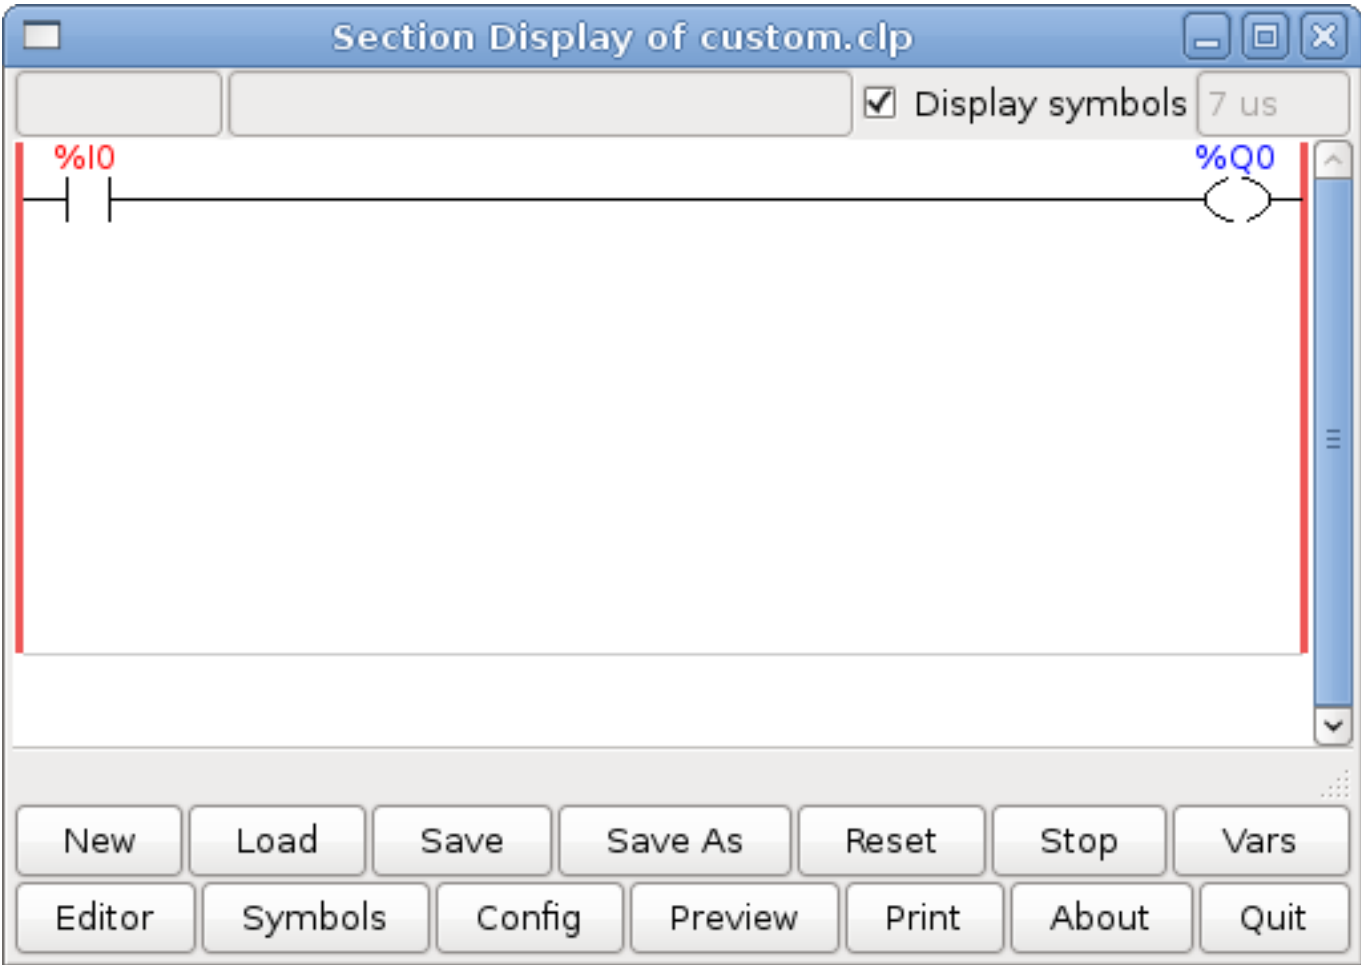 Section Display of custom.clp
Display symbols 7 us
%I0 %Q0
New Load Save Save As Reset Stop Vars
Editor Symbols Config Preview Print About Quit